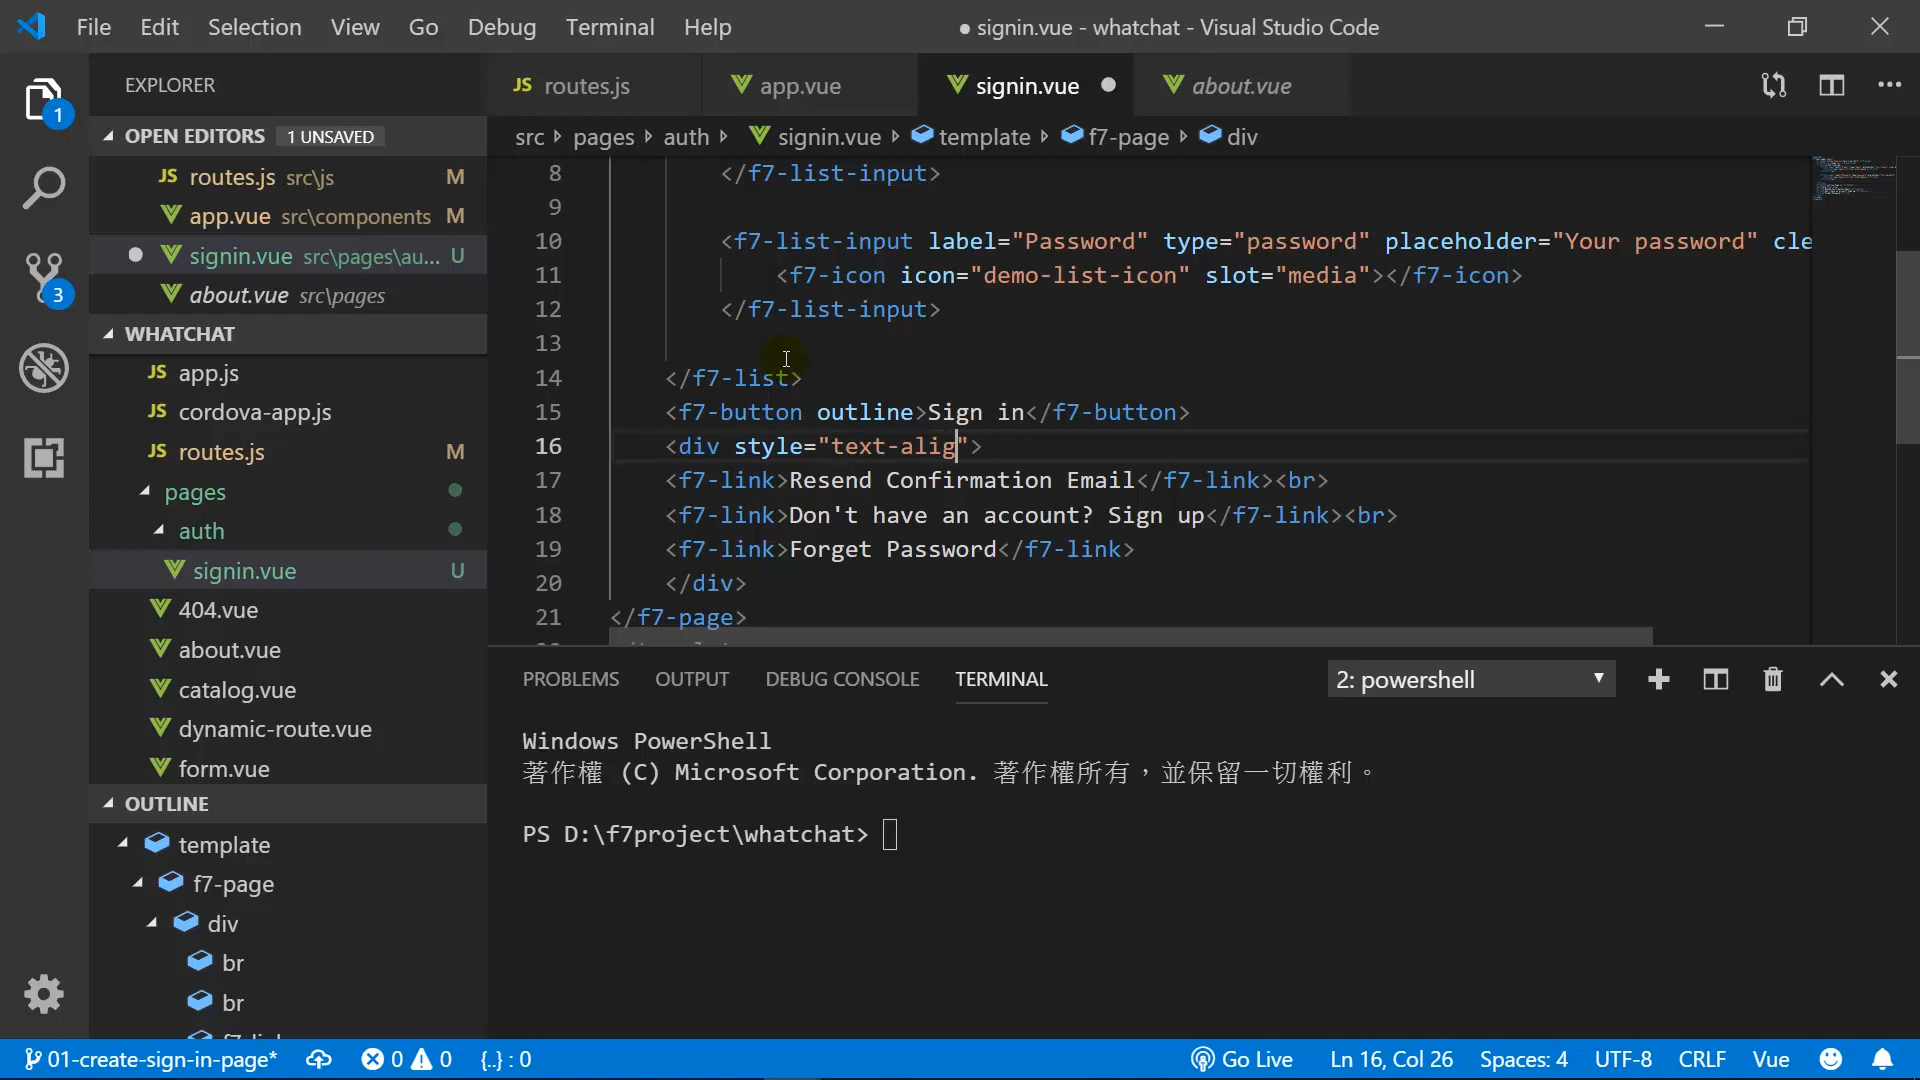 File Edit Selection View Go Debug Terminal Help
● signin.vue - whatchat - Visual Studio Code
EXPLORER
OPEN EDITORS 1 UNSAVED
JS routes.js src\js M
app.vue src\components M
signin.vue src\pages\au... U
about.vue src\pages
WHATCHAT
JS app.js
JS cordova-app.js
JS routes.js M
pages
auth
signin.vue U
404.vue
about.vue
catalog.vue
dynamic-route.vue
form.vue
OUTLINE
template
f7-page
div
br
br
1
3
JS routes.js app.vue signin.vue about.vue
src pages auth signin.vue template f7-page div
8 </f7-list-input>
9
10 <f7-list-input label="Password" type="password" placeholder="Your password" cle
11 <f7-icon icon="demo-list-icon" slot="media"></f7-icon>
12 </f7-list-input>
13
14 </f7-list>
15 <f7-button outline>Sign in</f7-button>
16 <div style="text-alig">
17 <f7-link>Resend Confirmation Email</f7-link><br>
18 <f7-link>Don't have an account? Sign up</f7-link><br>
19 <f7-link>Forget Password</f7-link>
20 </div>
21 </f7-page>
PROBLEMS OUTPUT DEBUG CONSOLE TERMINAL 2: powershell
Windows PowerShell
著作權 (C) Microsoft Corporation. 著作權所有，並保留一切權利。
PS D:\f7project\whatchat>
01-create-sign-in-page* 0 0 {..} : 0 Go Live Ln 16, Col 26 Spaces: 4 UTF-8 CRLF Vue